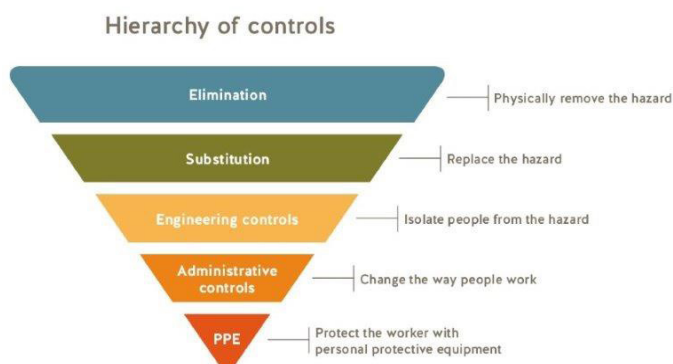 Hierarchy of controls
Elimination
Physically remove the hazard
Substitution
Replace the hazard
Engineering controls
Isolate people from the hazard
Administrative
controls
Change the way people work
PPE
Protect the worker with
personal protective equipment